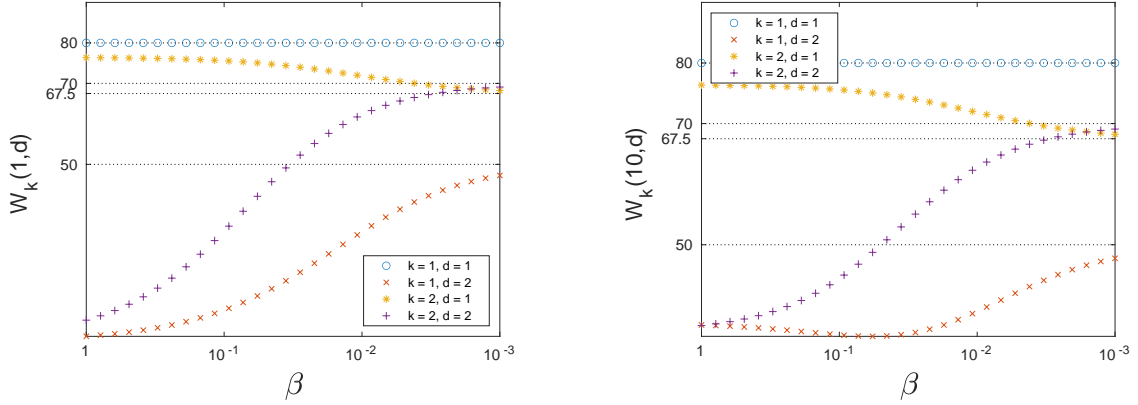 80
70
67.5
50
W_k(1,d)
k = 1, d = 1
k = 1, d = 2
k = 2, d = 1
k = 2, d = 2
1
10^-1
10^-2
10^-3
β
k = 1, d = 1
k = 1, d = 2
k = 2, d = 1
k = 2, d = 2
80
70
67.5
50
W_k(10,d)
1
10^-1
10^-2
10^-3
β